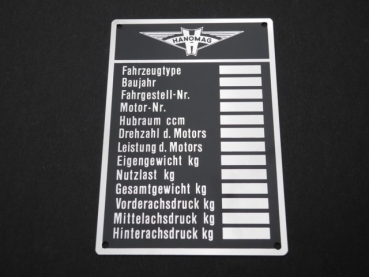 HANOMAG
Fahrzeugtype
Baujahr
Fahrgestell-Nr.
Motor-Nr.
Hubraum ccm
Drehzahl d. Motors
Leistung d. Motors
Eigengewicht kg
Nutzlast kg
Gesamtgewicht kg
Vorderachsdruck kg
Mittelachsdruck kg
Hinterachsdruck kg